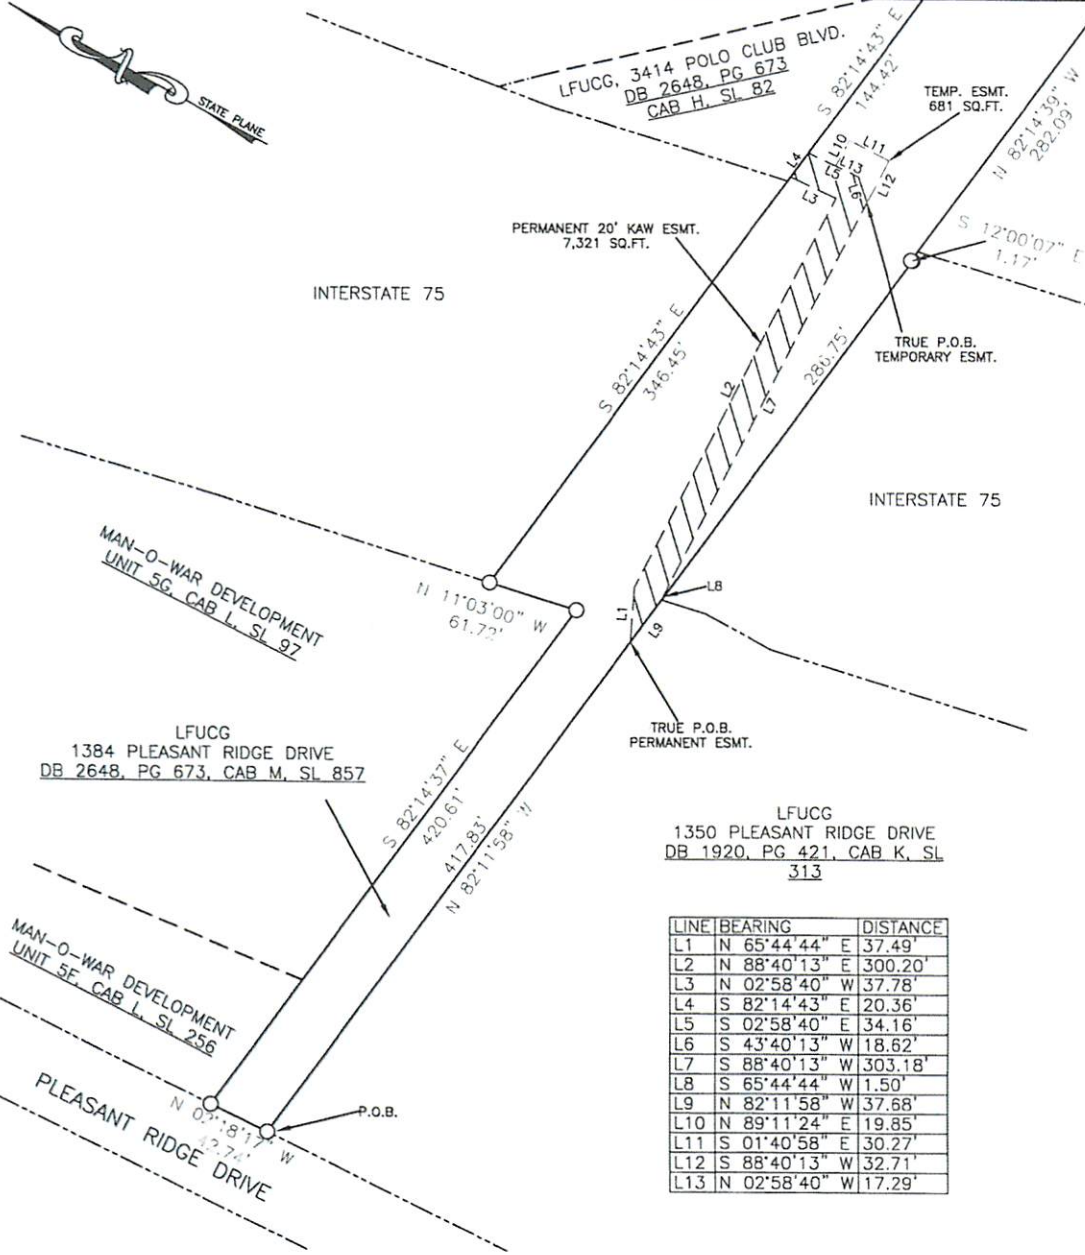 STATE PLANE
LFUCG, 3414 POLO CLUB BLVD.
DB 2648, PG 673
CAB H, SL 82
S 82°14'43" E
144.42'
TEMP. ESMT.
681 SQ.FT.
N 82°14'39" W
282.09'
L4
L10
L11
L13
L5
L6
L12
L3
PERMANENT 20' KAW ESMT.
7,321 SQ.FT.
S 12°00'07" E
1.17'
INTERSTATE 75
TRUE P.O.B.
TEMPORARY ESMT.
S 82°14'43" E
346.45'
286.75'
L2
L7
INTERSTATE 75
MAN-O-WAR DEVELOPMENT
UNIT 5G, CAB L, SL 97
N 11°03'00" W
61.72'
L8
L1
L9
TRUE P.O.B.
PERMANENT ESMT.
LFUCG
1384 PLEASANT RIDGE DRIVE
DB 2648, PG 673, CAB M, SL 857
S 82°14'37" E
420.61'
417.83'
N 82°11'58" W
LFUCG
1350 PLEASANT RIDGE DRIVE
DB 1920, PG 421, CAB K, SL
313
MAN-O-WAR DEVELOPMENT
UNIT 5F, CAB L, SL 256
PLEASANT RIDGE DRIVE
N W
42.74'
P.O.B.
LINE BEARING DISTANCE
L1 N 65°44'44" E 37.49'
L2 N 88°40'13" E 300.20'
L3 N 02°58'40" W 37.78'
L4 S 82°14'43" E 20.36'
L5 S 02°58'40" E 34.16'
L6 S 43°40'13" W 18.62'
L7 S 88°40'13" W 303.18'
L8 S 65°44'44" W 1.50'
L9 N 82°11'58" W 37.68'
L10 N 89°11'24" E 19.85'
L11 S 01°40'58" E 30.27'
L12 S 88°40'13" W 32.71'
L13 N 02°58'40" W 17.29'